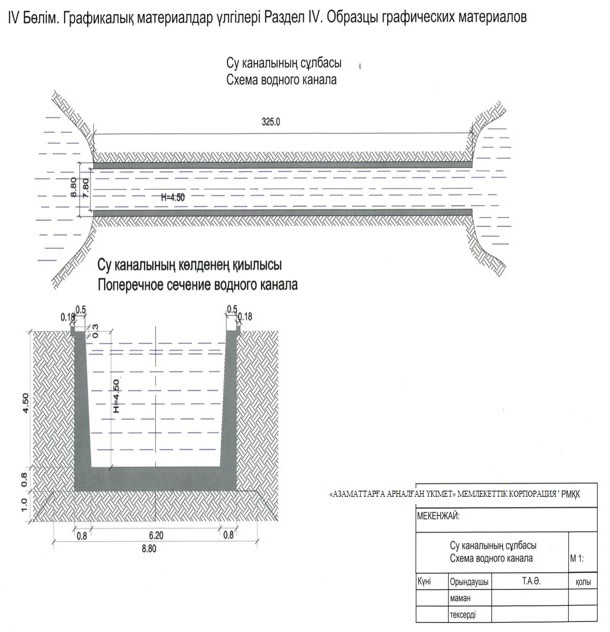 IV Бөлім. Графикалық материалдар үлгілері Раздел IV. Образцы графических материалов
Су каналының сұлбасы
Схема водного канала
325.0
8.80
7.80
H=4.50
Су каналының көлденең қиылысы
Поперечное сечение водного канала
0.5
0.18
0.3
0.5
0.18
4.50
H=4.50
0.8
1.0
0.8
6.20
0.8
8.80
«АЗАМАТТАРҒА АРНАЛҒАН ҮКІМЕТ» МЕМЛЕКЕТТІК КОРПОРАЦИЯ' РМҚК
МЕКЕНЖАЙ:
Су каналының сұлбасы
Схема водного канала
М 1:
Күні Орындаушы Т.А.Ә. қолы
маман
тексерді